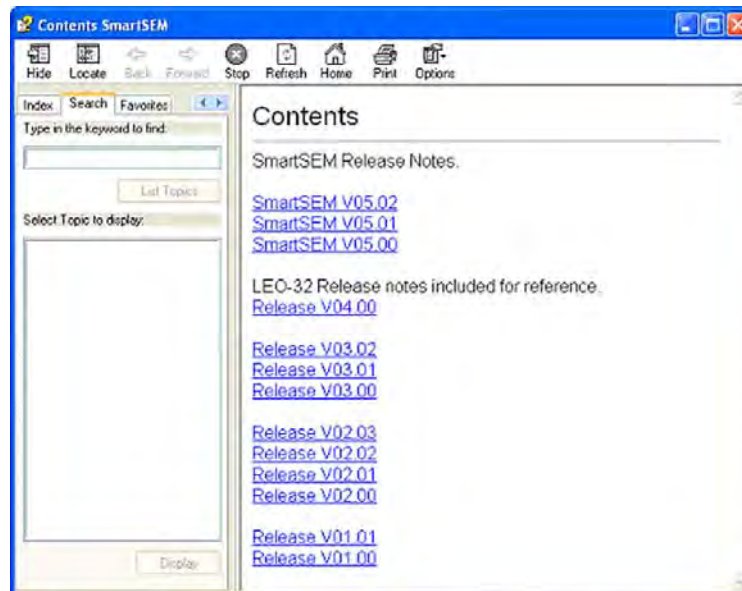 Contents SmartSEM
Hide Locate Back Forward Stop Refresh Home Print Options
Index Search Favorites
Type in the keyword to find:
List Topics
Select Topic to display:
Display
Contents
SmartSEM Release Notes.
SmartSEM V05.02
SmartSEM V05.01
SmartSEM V05.00
LEO-32 Release notes included for reference.
Release V04.00
Release V03.02
Release V03.01
Release V03.00
Release V02.03
Release V02.02
Release V02.01
Release V02.00
Release V01.01
Release V01.00